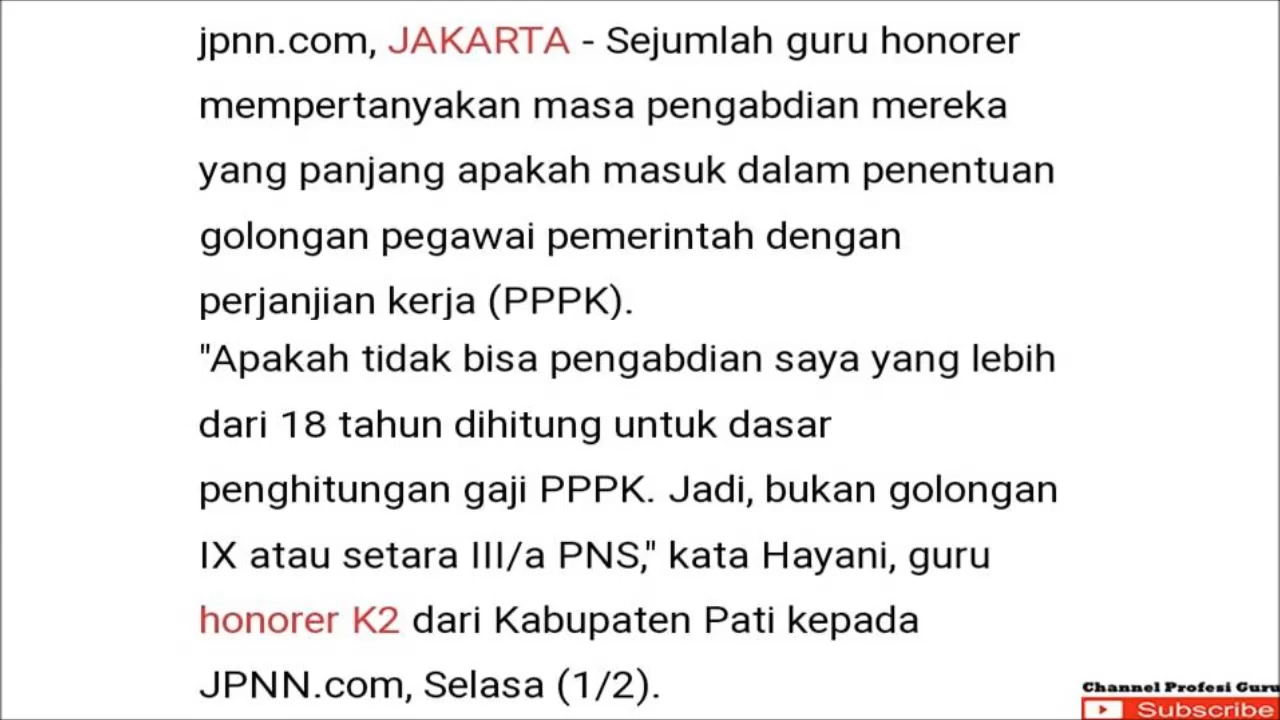 jpnn.com, JAKARTA - Sejumlah guru honorer
mempertanyakan masa pengabdian mereka
yang panjang apakah masuk dalam penentuan
golongan pegawai pemerintah dengan
perjanjian kerja (PPPK).
"Apakah tidak bisa pengabdian saya yang lebih
dari 18 tahun dihitung untuk dasar
penghitungan gaji PPPK. Jadi, bukan golongan
IX atau setara III/a PNS," kata Hayani, guru
honorer K2 dari Kabupaten Pati kepada
JPNN.com, Selasa (1/2).
Channel Profesi Guru
Subscribe